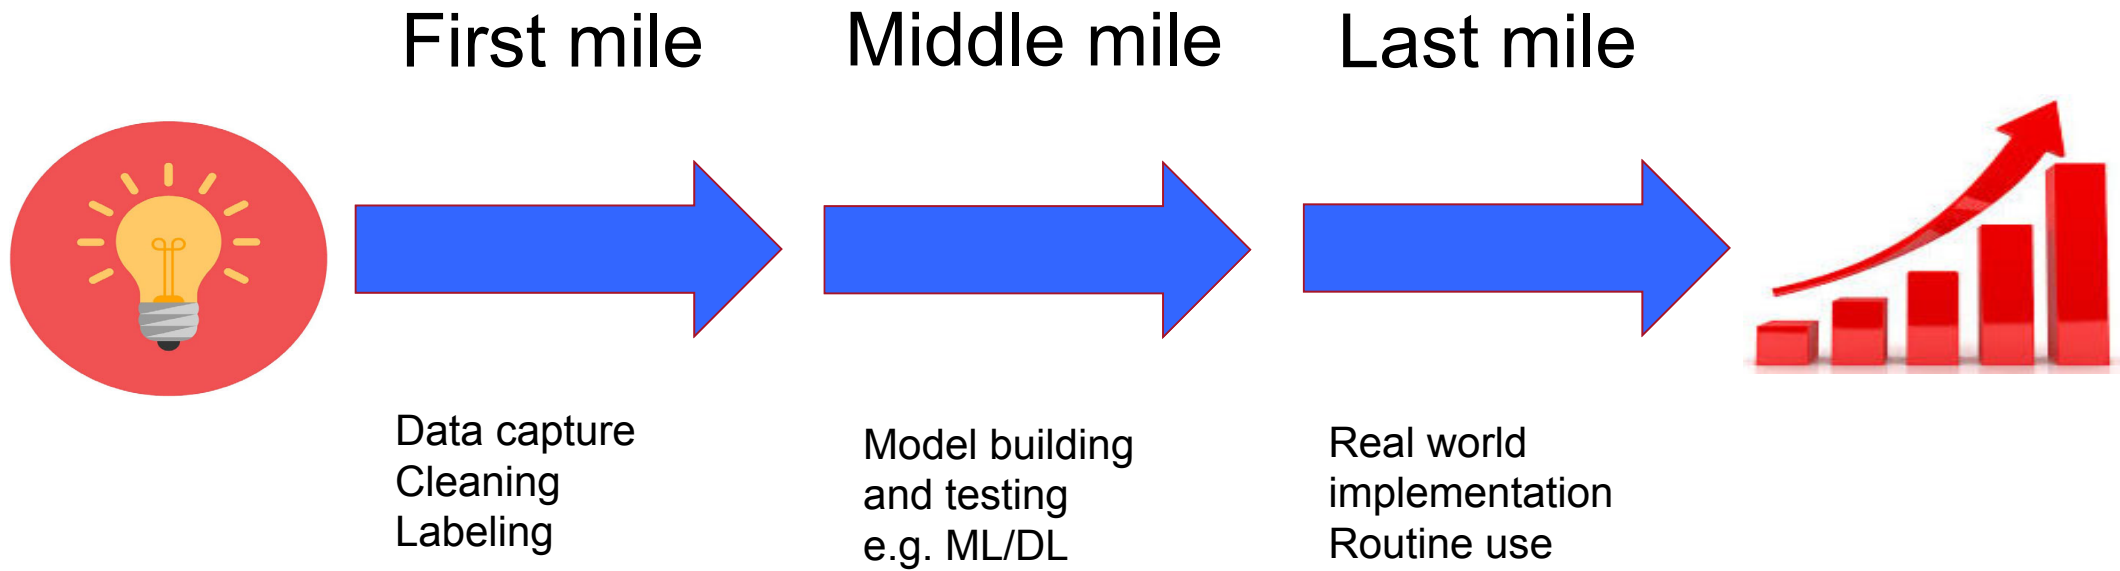 First mile
Middle mile
Last mile
Data capture
Cleaning
Labeling
Model building
and testing
e.g. ML/DL
Real world
implementation
Routine use